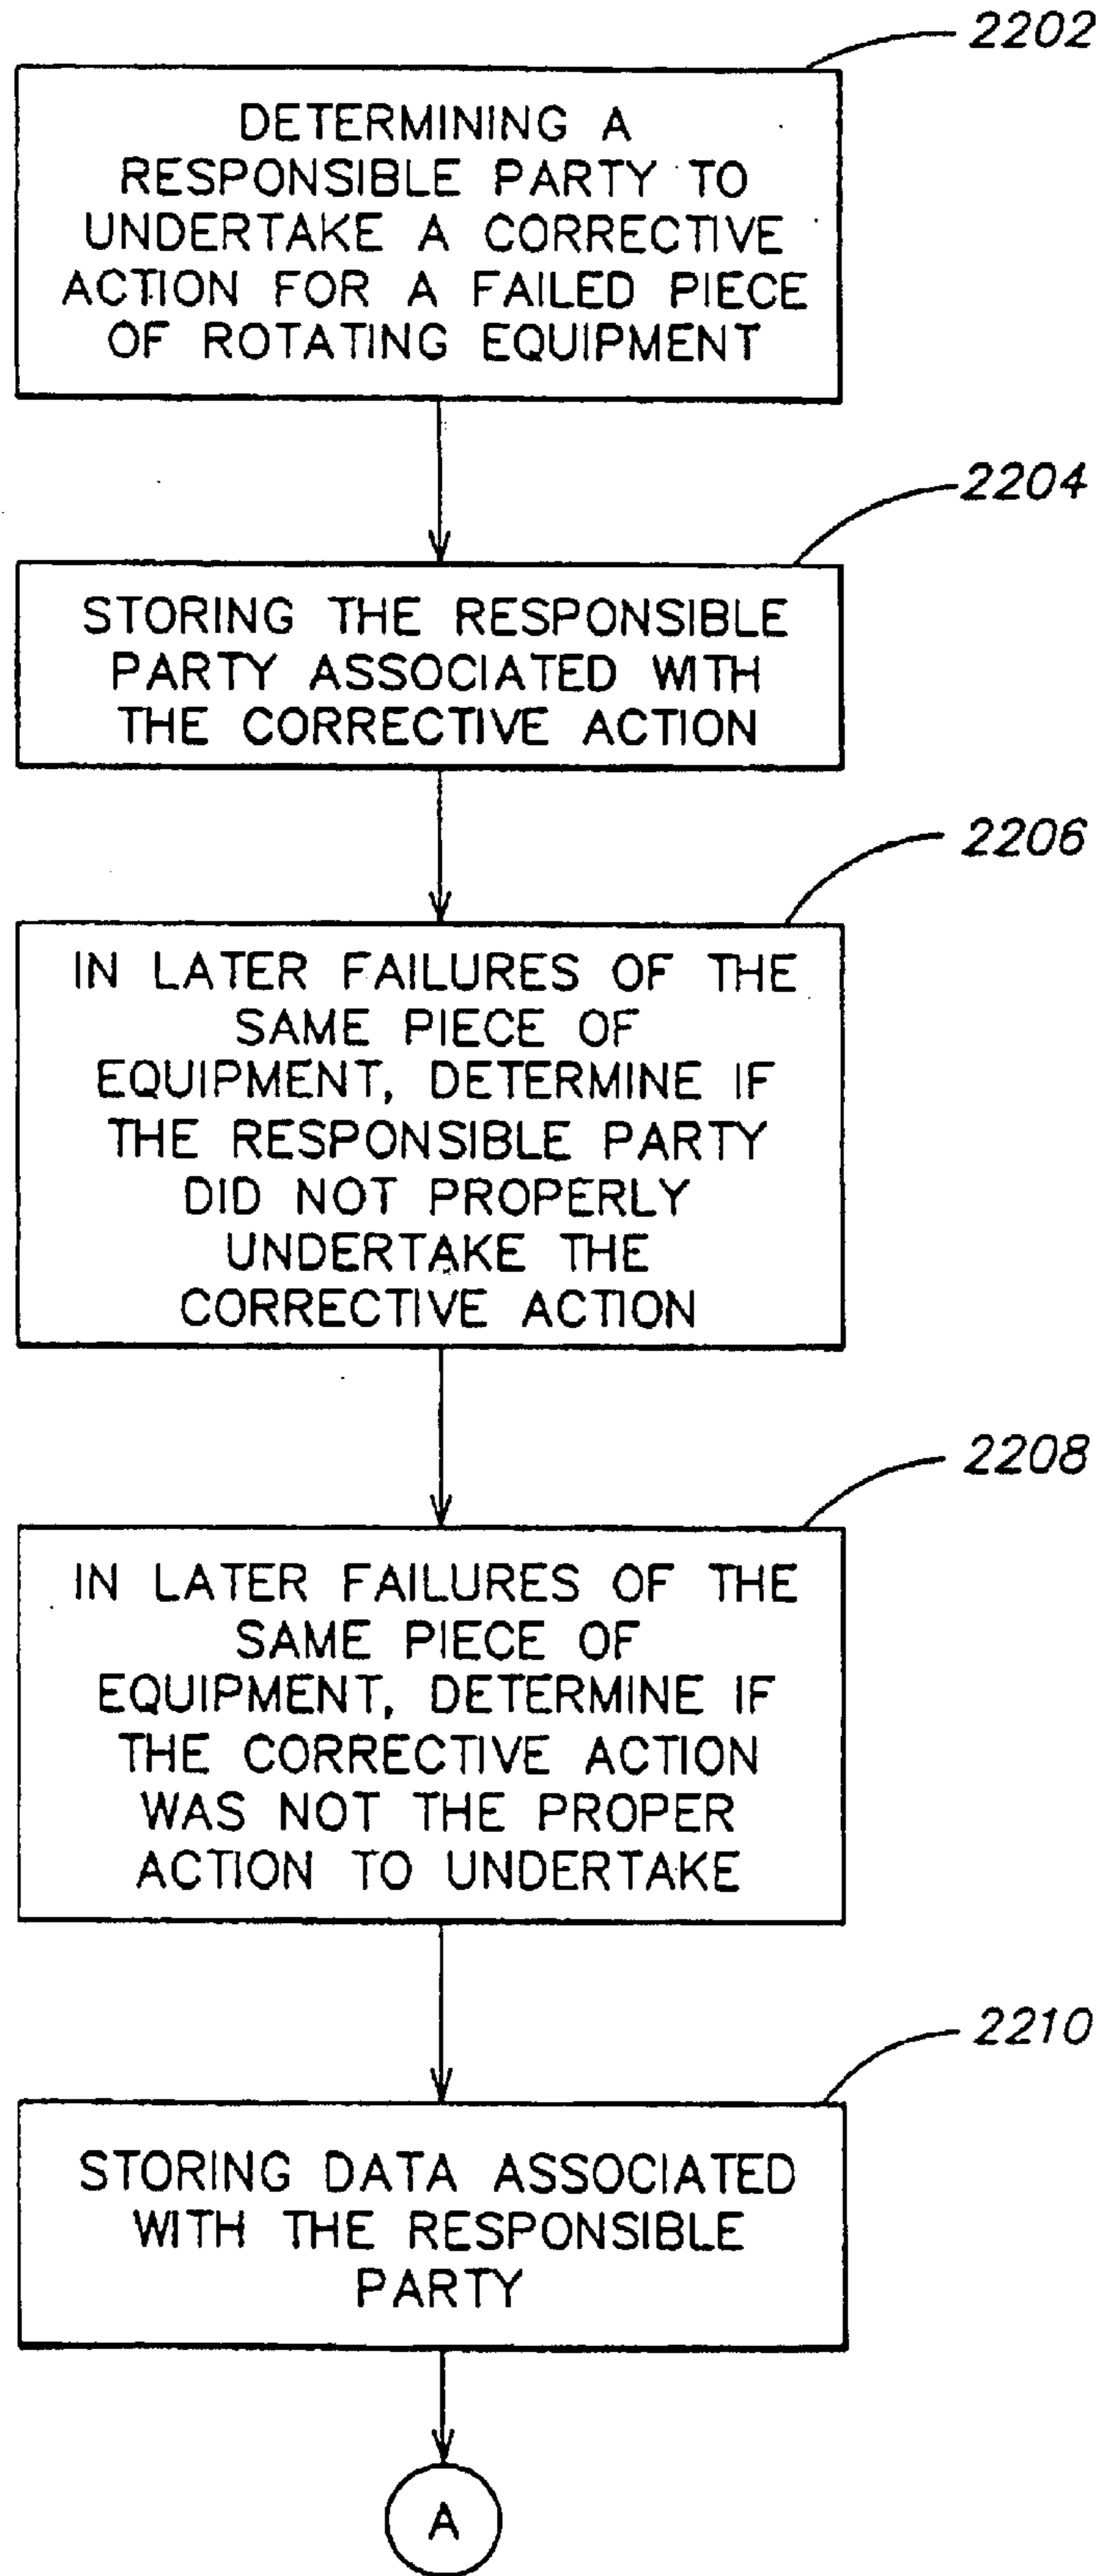 2202
DETERMINING A
RESPONSIBLE PARTY TO
UNDERTAKE A CORRECTIVE
ACTION FOR A FAILED PIECE
OF ROTATING EQUIPMENT
2204
STORING THE RESPONSIBLE
PARTY ASSOCIATED WITH
THE CORRECTIVE ACTION
2206
IN LATER FAILURES OF THE
SAME PIECE OF
EQUIPMENT, DETERMINE IF
THE RESPONSIBLE PARTY
DID NOT PROPERLY
UNDERTAKE THE
CORRECTIVE ACTION
2208
IN LATER FAILURES OF THE
SAME PIECE OF
EQUIPMENT, DETERMINE IF
THE CORRECTIVE ACTION
WAS NOT THE PROPER
ACTION TO UNDERTAKE
2210
STORING DATA ASSOCIATED
WITH THE RESPONSIBLE
PARTY
A